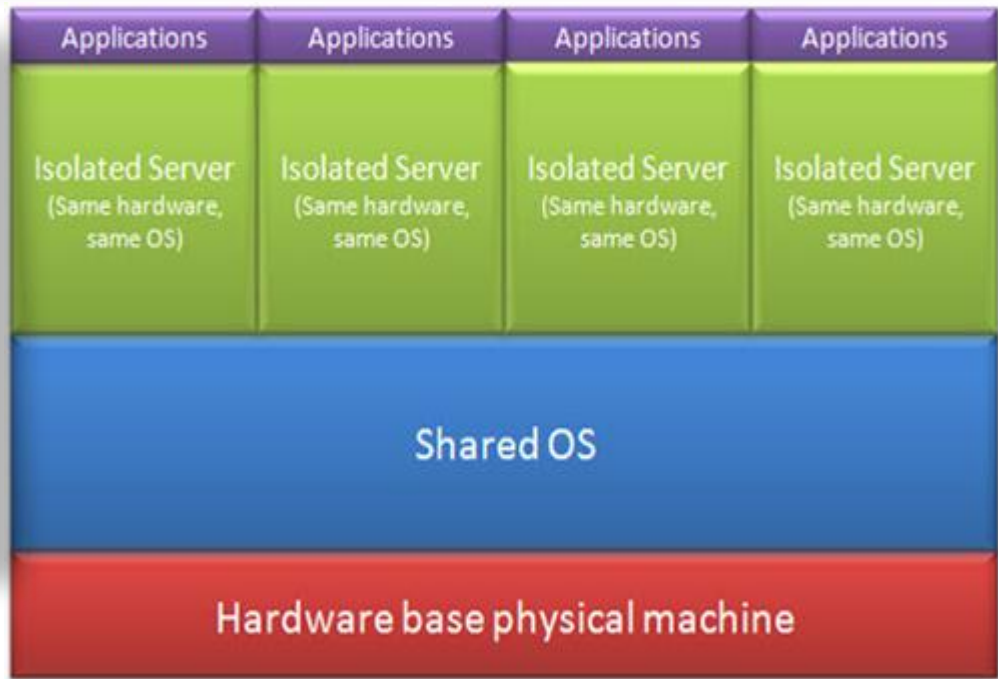 Applications Applications Applications Applications
Isolated Server
(Same hardware,
same OS)
Isolated Server
(Same hardware,
same OS)
Isolated Server
(Same hardware,
same OS)
Isolated Server
(Same hardware,
same OS)
Shared OS
Hardware base physical machine